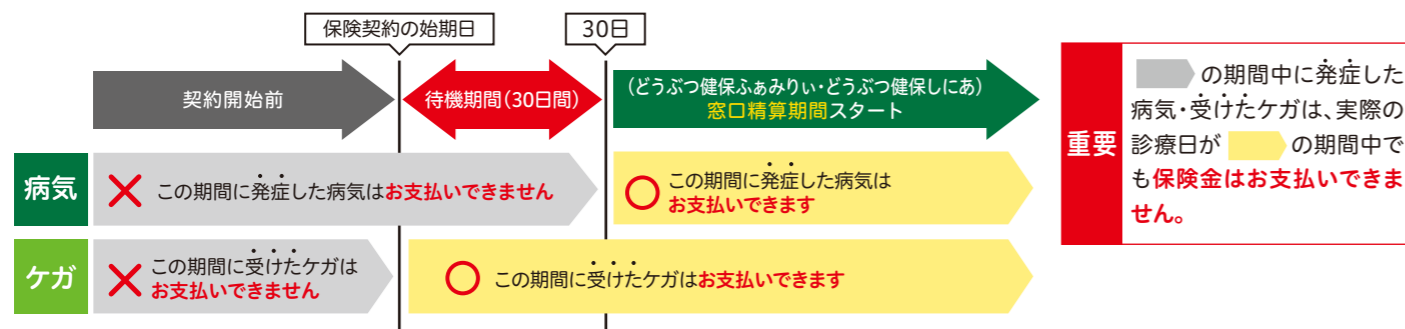 保険契約の始期日
30日
契約開始前
待機期間(30日間)
(どうぶつ健保ふぁみりぃ・どうぶつ健保しにあ)
窓口精算期間スタート
病気
この期間に発症した病気はお支払いできません
この期間に発症した病気は
お支払いできます
ケガ
この期間に受けたケガは
お支払いできません
この期間に受けたケガはお支払いできます
重要
の期間中に発症した
病気・受けたケガは、実際の
診療日が の期間中で
も保険金はお支払いできま
せん。